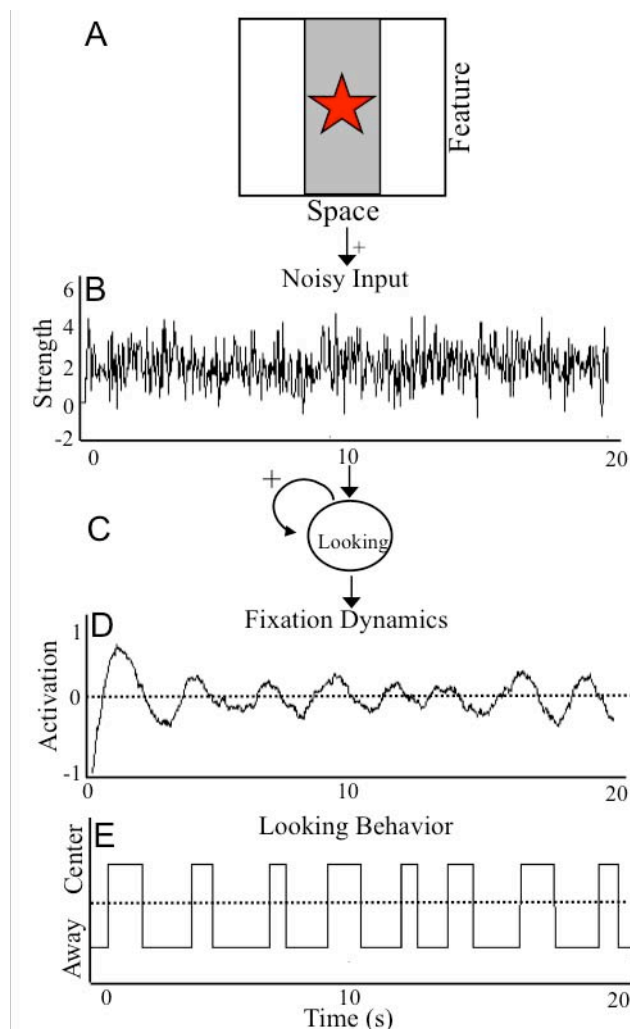 A
Feature
Space
+
Noisy Input
B
Strength
6
4
2
0
-2
0 10 20
+
C
Looking
Fixation Dynamics
D
Activation
1
0
-1
0 10 20
Looking Behavior
E
Center
Away
0 10 20
Time (s)